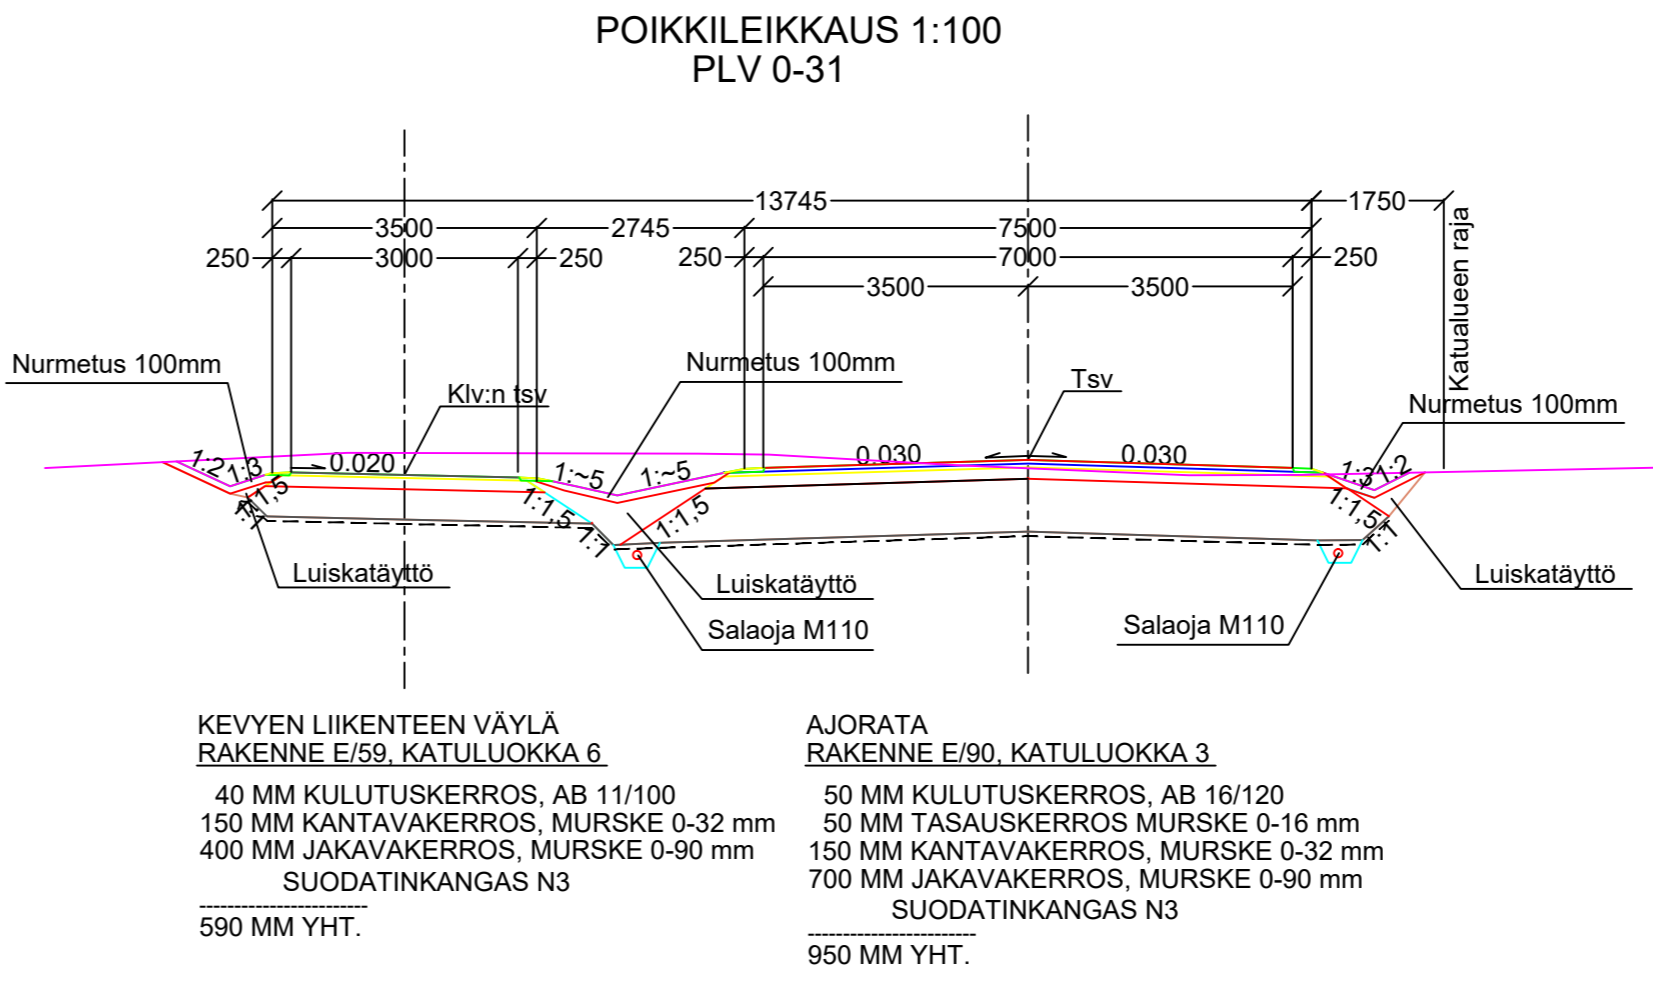 POIKKILEIKKAUS 1:100
PLV 0-31
13745
1750
3500
2745
7500
250
3000
250
250
7000
250
3500
3500
Katualueen raja
Nurmetus 100mm
Nurmetus 100mm
Klv:n tsv
Tsv
Nurmetus 100mm
1:2
1:3
0.020
1:~5
1:~5
0.030
0.030
1:3
1:2
1:1,5
1:1
1:1,5
1:1
1:1,5
1:1,5
1:1
Luiskatäyttö
Luiskatäyttö
Luiskatäyttö
Salaoja M110
Salaoja M110
KEVYEN LIIKENTEEN VÄYLÄ
RAKENNE E/59, KATULUOKKA 6
40 MM KULUTUSKERROS, AB 11/100
150 MM KANTAVAKERROS, MURSKE 0-32 mm
400 MM JAKAVAKERROS, MURSKE 0-90 mm
SUODATINKANGAS N3
------------------------
590 MM YHT.
AJORATA
RAKENNE E/90, KATULUOKKA 3
50 MM KULUTUSKERROS, AB 16/120
50 MM TASAUSKERROS MURSKE 0-16 mm
150 MM KANTAVAKERROS, MURSKE 0-32 mm
700 MM JAKAVAKERROS, MURSKE 0-90 mm
SUODATINKANGAS N3
------------------------
950 MM YHT.